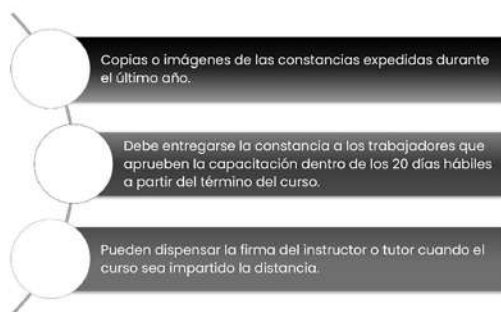 Copias o imágenes de las constancias expedidas durante
el último año.
Debe entregarse la constancia a los trabajadores que
aprueben la capacitación dentro de los 20 días hábiles
a partir del término del curso.
Pueden dispensar la firma del instructor o tutor cuando el
curso sea impartido la distancia.